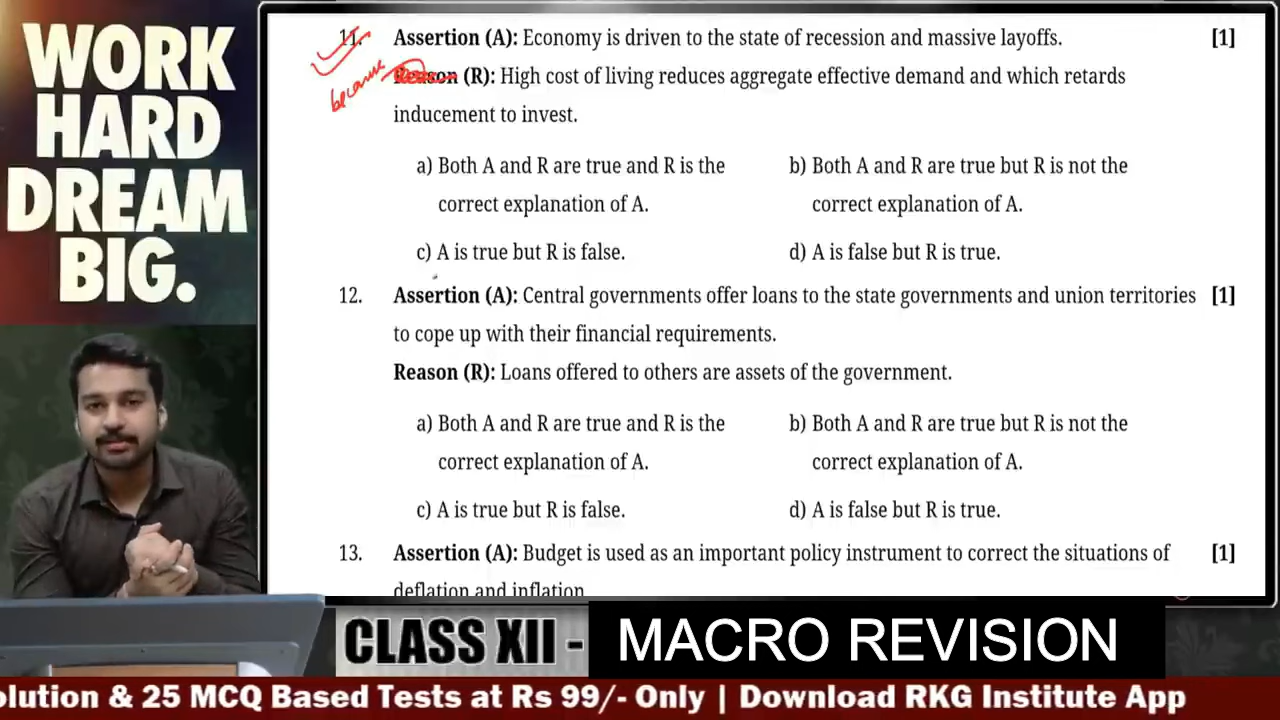 WORK
HARD
DREAM
BIG.
11. Assertion (A): Economy is driven to the state of recession and massive layoffs. [1]
because Reason (R): High cost of living reduces aggregate effective demand and which retards
inducement to invest.
a) Both A and R are true and R is the
correct explanation of A.
b) Both A and R are true but R is not the
correct explanation of A.
c) A is true but R is false.
d) A is false but R is true.
12. Assertion (A): Central governments offer loans to the state governments and union territories [1]
to cope up with their financial requirements.
Reason (R): Loans offered to others are assets of the government.
a) Both A and R are true and R is the
correct explanation of A.
b) Both A and R are true but R is not the
correct explanation of A.
c) A is true but R is false.
d) A is false but R is true.
13. Assertion (A): Budget is used as an important policy instrument to correct the situations of [1]
deflation and inflation
CLASS XII - MACRO REVISION
olution & 25 MCQ Based Tests at Rs 99/- Only | Download RKG Institute App